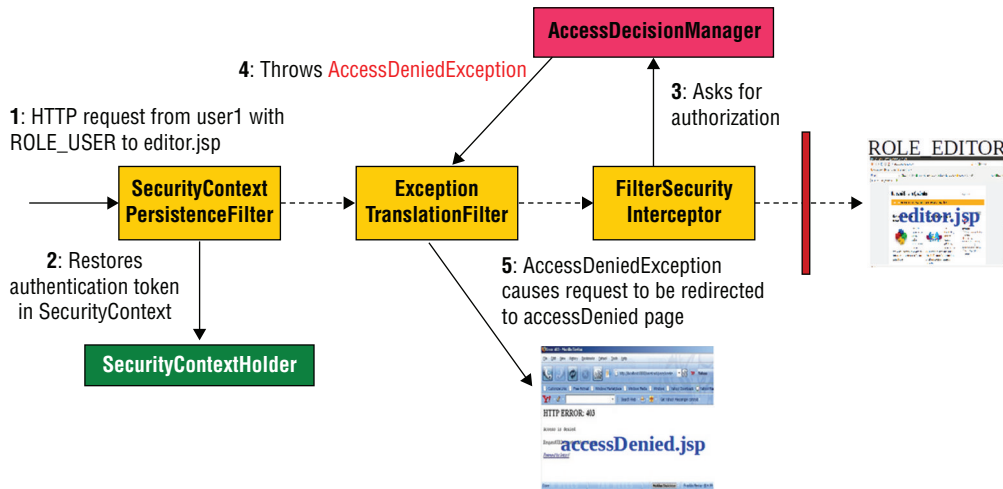 AccessDecisionManager
4: Throws AccessDeniedException
3: Asks for
authorization
1: HTTP request from user1 with
ROLE_USER to editor.jsp
SecurityContext
PersistenceFilter
Exception
TranslationFilter
FilterSecurity
Interceptor
ROLE_EDITOR
editor.jsp
2: Restores
authentication token
in SecurityContext
5: AccessDeniedException
causes request to be redirected
to accessDenied page
SecurityContextHolder
HTTP ERROR: 403
accessDenied.jsp